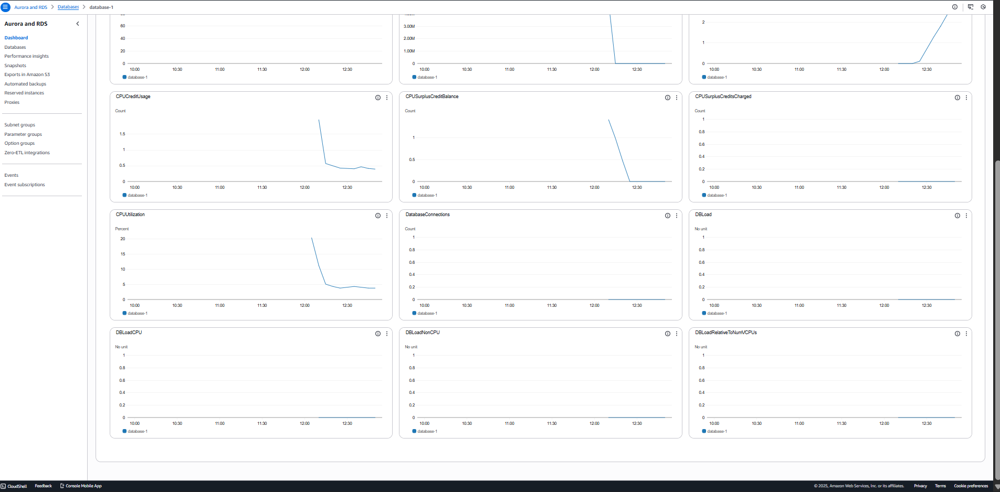 Aurora and RDS > Databases > database-1
Aurora and RDS
Dashboard
Databases
Performance insights
Snapshots
Exports in Amazon S3
Automated backups
Reserved instances
Proxies
Subnet groups
Parameter groups
Option groups
Zero-ETL integrations
Events
Event subscriptions
60
40
20
0
10:00 10:30 11:00 11:30 12:00 12:30
database-1
3.00M
2.00M
1.00M
0
10:00 10:30 11:00 11:30 12:00 12:30
database-1
2
1
0
10:00 10:30 11:00 11:30 12:00 12:30
database-1
CPUCreditUsage
Count
1.5
1
0.5
0
10:00 10:30 11:00 11:30 12:00 12:30
database-1
CPUSurplusCreditBalance
Count
1
0.5
0
10:00 10:30 11:00 11:30 12:00 12:30
database-1
CPUSurplusCreditsCharged
Count
1
0.8
0.6
0.4
0.2
0
10:00 10:30 11:00 11:30 12:00 12:30
database-1
CPUUtilization
Percent
20
15
10
5
0
10:00 10:30 11:00 11:30 12:00 12:30
database-1
DatabaseConnections
Count
1
0.8
0.6
0.4
0.2
0
10:00 10:30 11:00 11:30 12:00 12:30
database-1
DBLoad
No unit
1
0.8
0.6
0.4
0.2
0
10:00 10:30 11:00 11:30 12:00 12:30
database-1
DBLoadCPU
No unit
1
0.8
0.6
0.4
0.2
0
10:00 10:30 11:00 11:30 12:00 12:30
database-1
DBLoadNonCPU
No unit
1
0.8
0.6
0.4
0.2
0
10:00 10:30 11:00 11:30 12:00 12:30
database-1
DBLoadRelativeToNumVCPUs
No unit
1
0.8
0.6
0.4
0.2
0
10:00 10:30 11:00 11:30 12:00 12:30
database-1
CloudShell Feedback Console Mobile App © 2025, Amazon Web Services, Inc. or its affiliates. Privacy Terms Cookie preferences